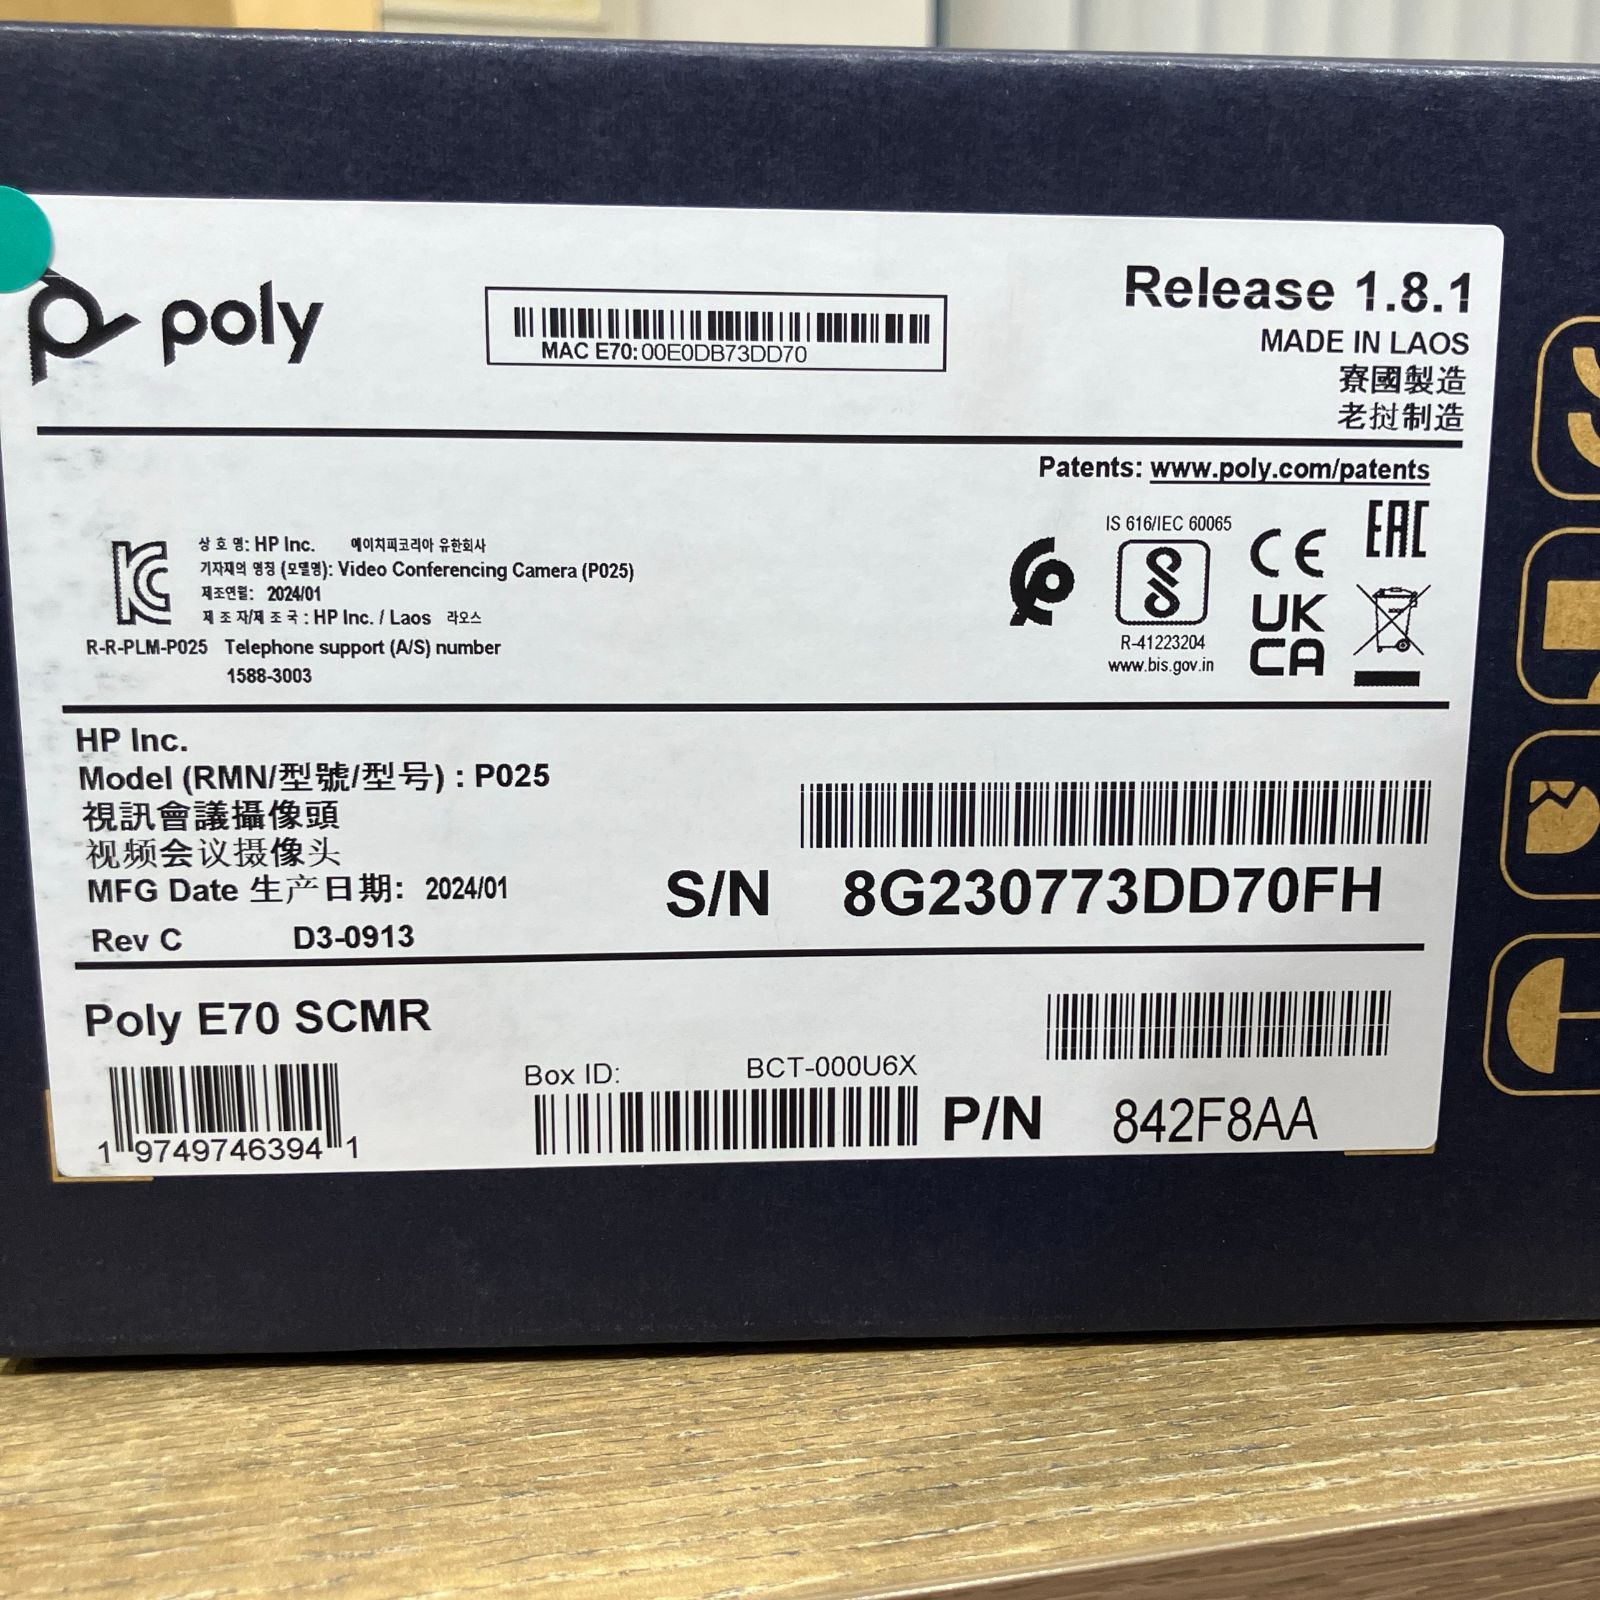 poly
MAC E70: 00E0DB73DD70
Release 1.8.1
MADE IN LAOS
寮國製造
老挝制造
Patents: www.poly.com/patents
상 호 명: HP Inc. 에이치피코리아 유한회사
기자재의 명칭 (모델명): Video Conferencing Camera (P025)
제조연월: 2024/01
제 조 자/제 조 국 : HP Inc. / Laos 라오스
R-R-PLM-P025 Telephone support (A/S) number
1588-3003
IS 616/IEC 60065
R-41223204
www.bis.gov.in
CE
UK
CA
EAC
HP Inc.
Model (RMN/型號/型号) : P025
視訊會議攝像頭
视频会议摄像头
MFG Date 生产日期: 2024/01
Rev C D3-0913
S/N 8G230773DD70FH
Poly E70 SCMR
1 9749746394 1
Box ID: BCT-000U6X
P/N 842F8AA